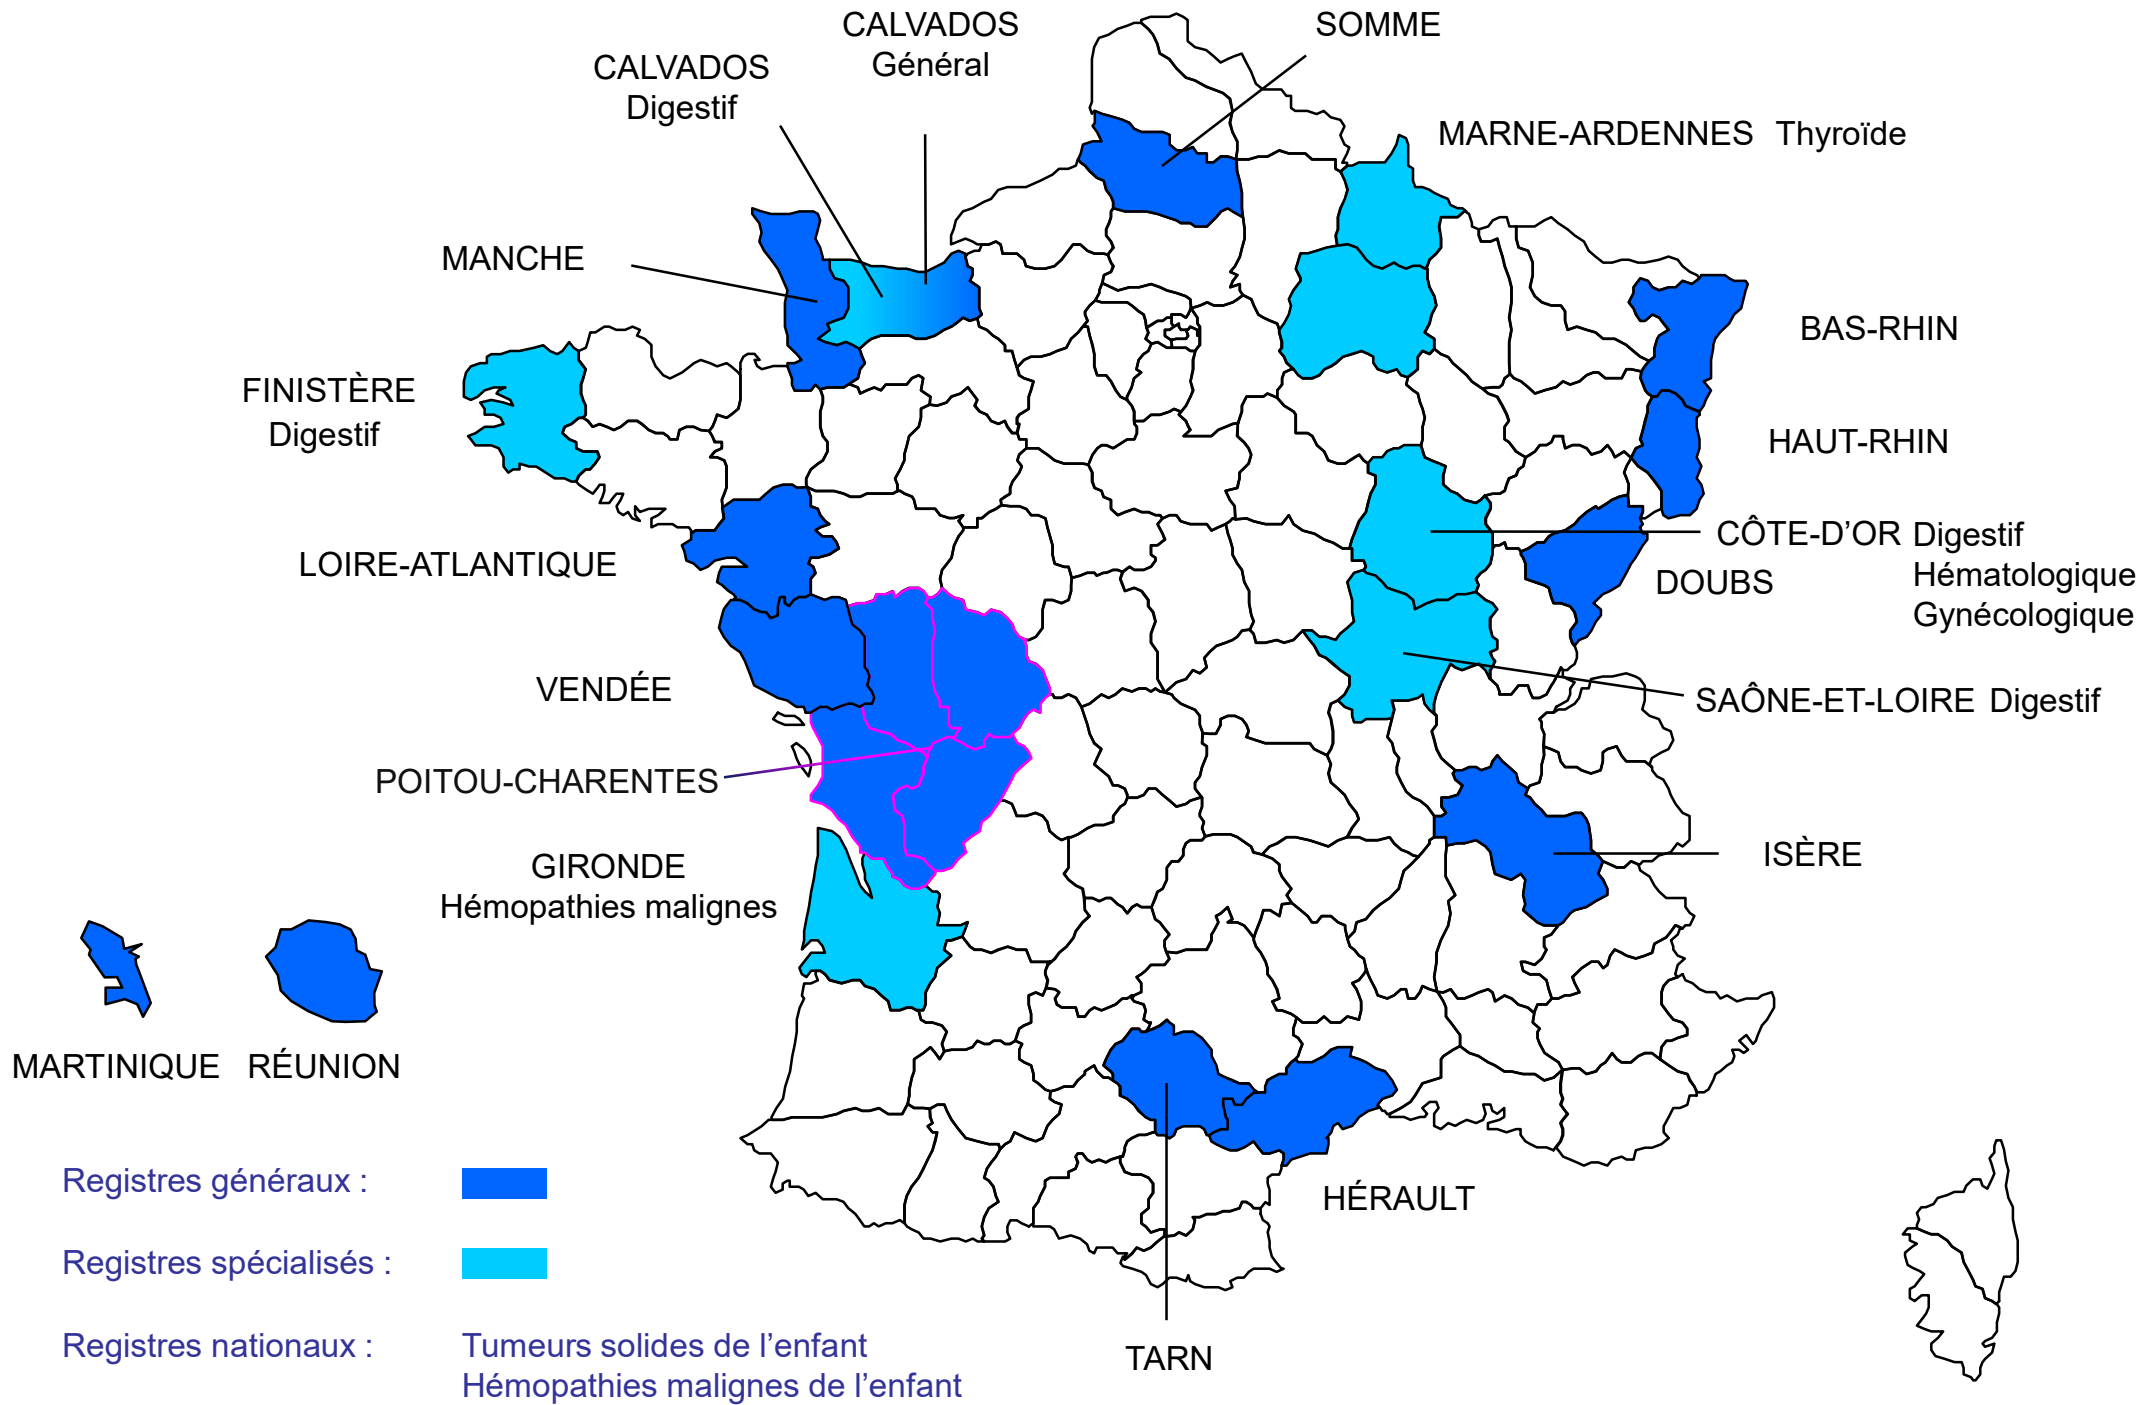 CALVADOS
Général
SOMME
CALVADOS
Digestif
MARNE-ARDENNES Thyroïde
MANCHE
BAS-RHIN
FINISTÈRE
Digestif
HAUT-RHIN
LOIRE-ATLANTIQUE
CÔTE-D’OR Digestif
Hématologique
Gynécologique
DOUBS
VENDÉE
SAÔNE-ET-LOIRE Digestif
POITOU-CHARENTES
GIRONDE
Hémopathies malignes
ISÈRE
MARTINIQUE
RÉUNION
HÉRAULT
TARN
Registres généraux :
Registres spécialisés :
Registres nationaux : Tumeurs solides de l’enfant
Hémopathies malignes de l’enfant